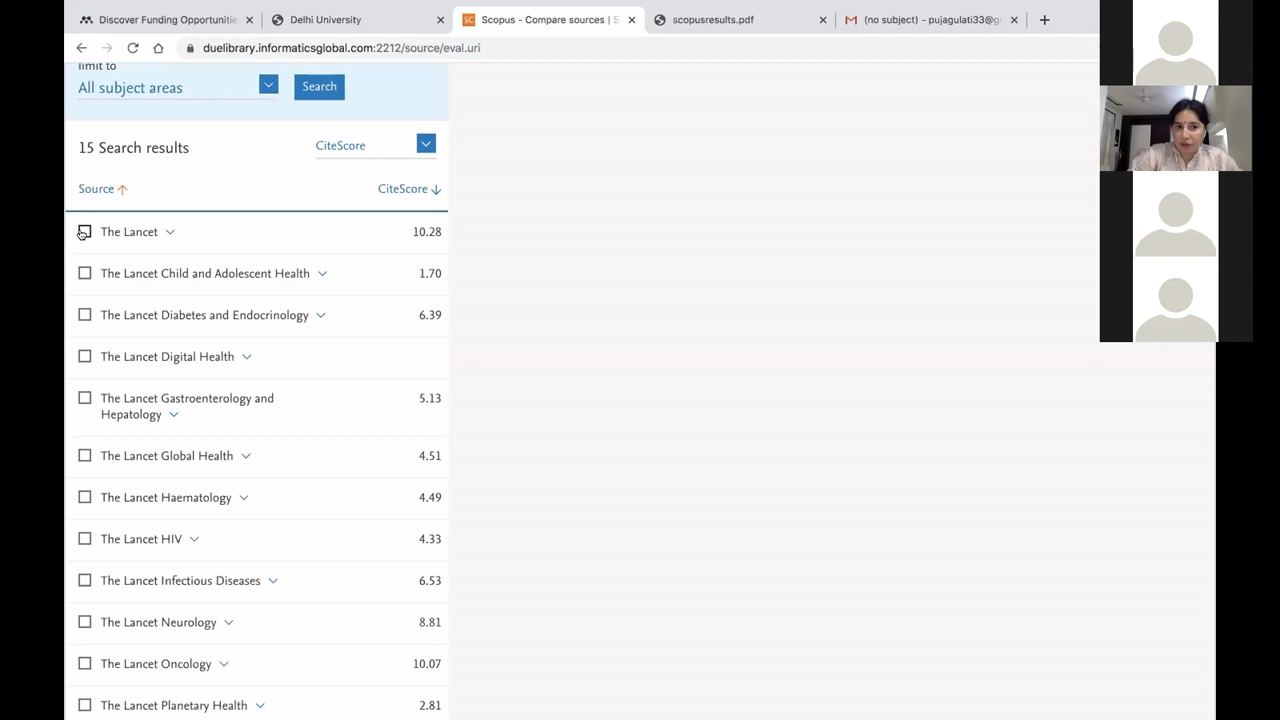 Discover Funding Opportunitie
Delhi University
SC Scopus - Compare sources | S
scopusresults.pdf
(no subject) - pujagulati33@g
duelibrary.informaticsglobal.com:2212/source/eval.uri
limit to
All subject areas
Search
15 Search results
CiteScore
Source
CiteScore
The Lancet 10.28
The Lancet Child and Adolescent Health 1.70
The Lancet Diabetes and Endocrinology 6.39
The Lancet Digital Health
The Lancet Gastroenterology and 5.13
Hepatology
The Lancet Global Health 4.51
The Lancet Haematology 4.49
The Lancet HIV 4.33
The Lancet Infectious Diseases 6.53
The Lancet Neurology 8.81
The Lancet Oncology 10.07
The Lancet Planetary Health 2.81